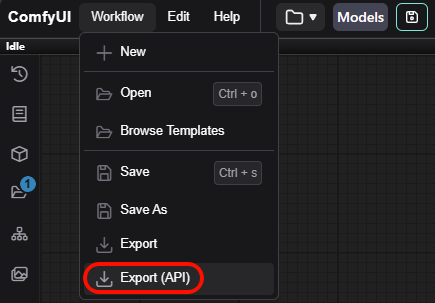 ComfyUI Workflow Edit Help Models
Idle
New
Open Ctrl + o
Browse Templates
Save Ctrl + s
1
Save As
Export
Export (API)